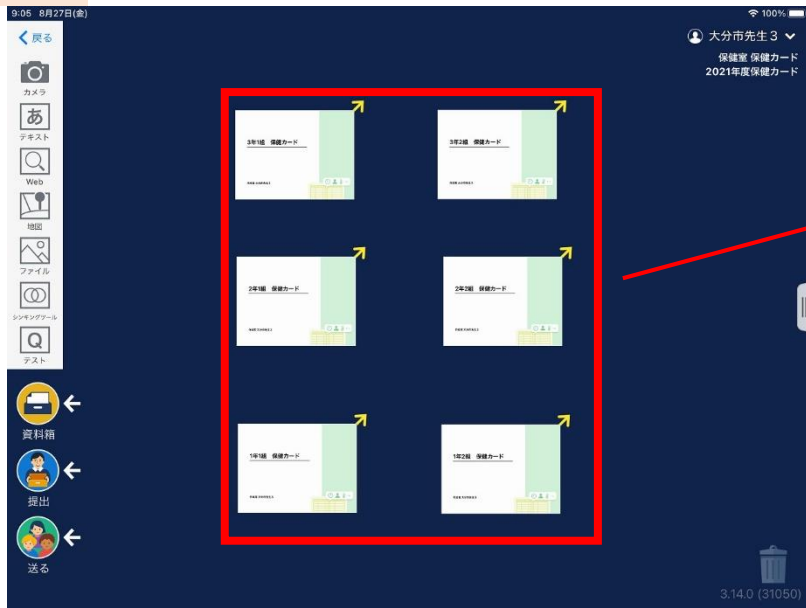 9:05 8月27日(金)
100%
戻る
大分市先生3
保健室 保健カード
2021年度保健カード
カメラ
あ
テキスト
Web
地図
ファイル
シンキングツール
Q
テスト
資料箱
提出
送る
3年1組 保健カード
3年2組 保健カード
2年1組 保健カード
2年2組 保健カード
1年1組 保健カード
1年2組 保健カード
3.14.0 (31050)